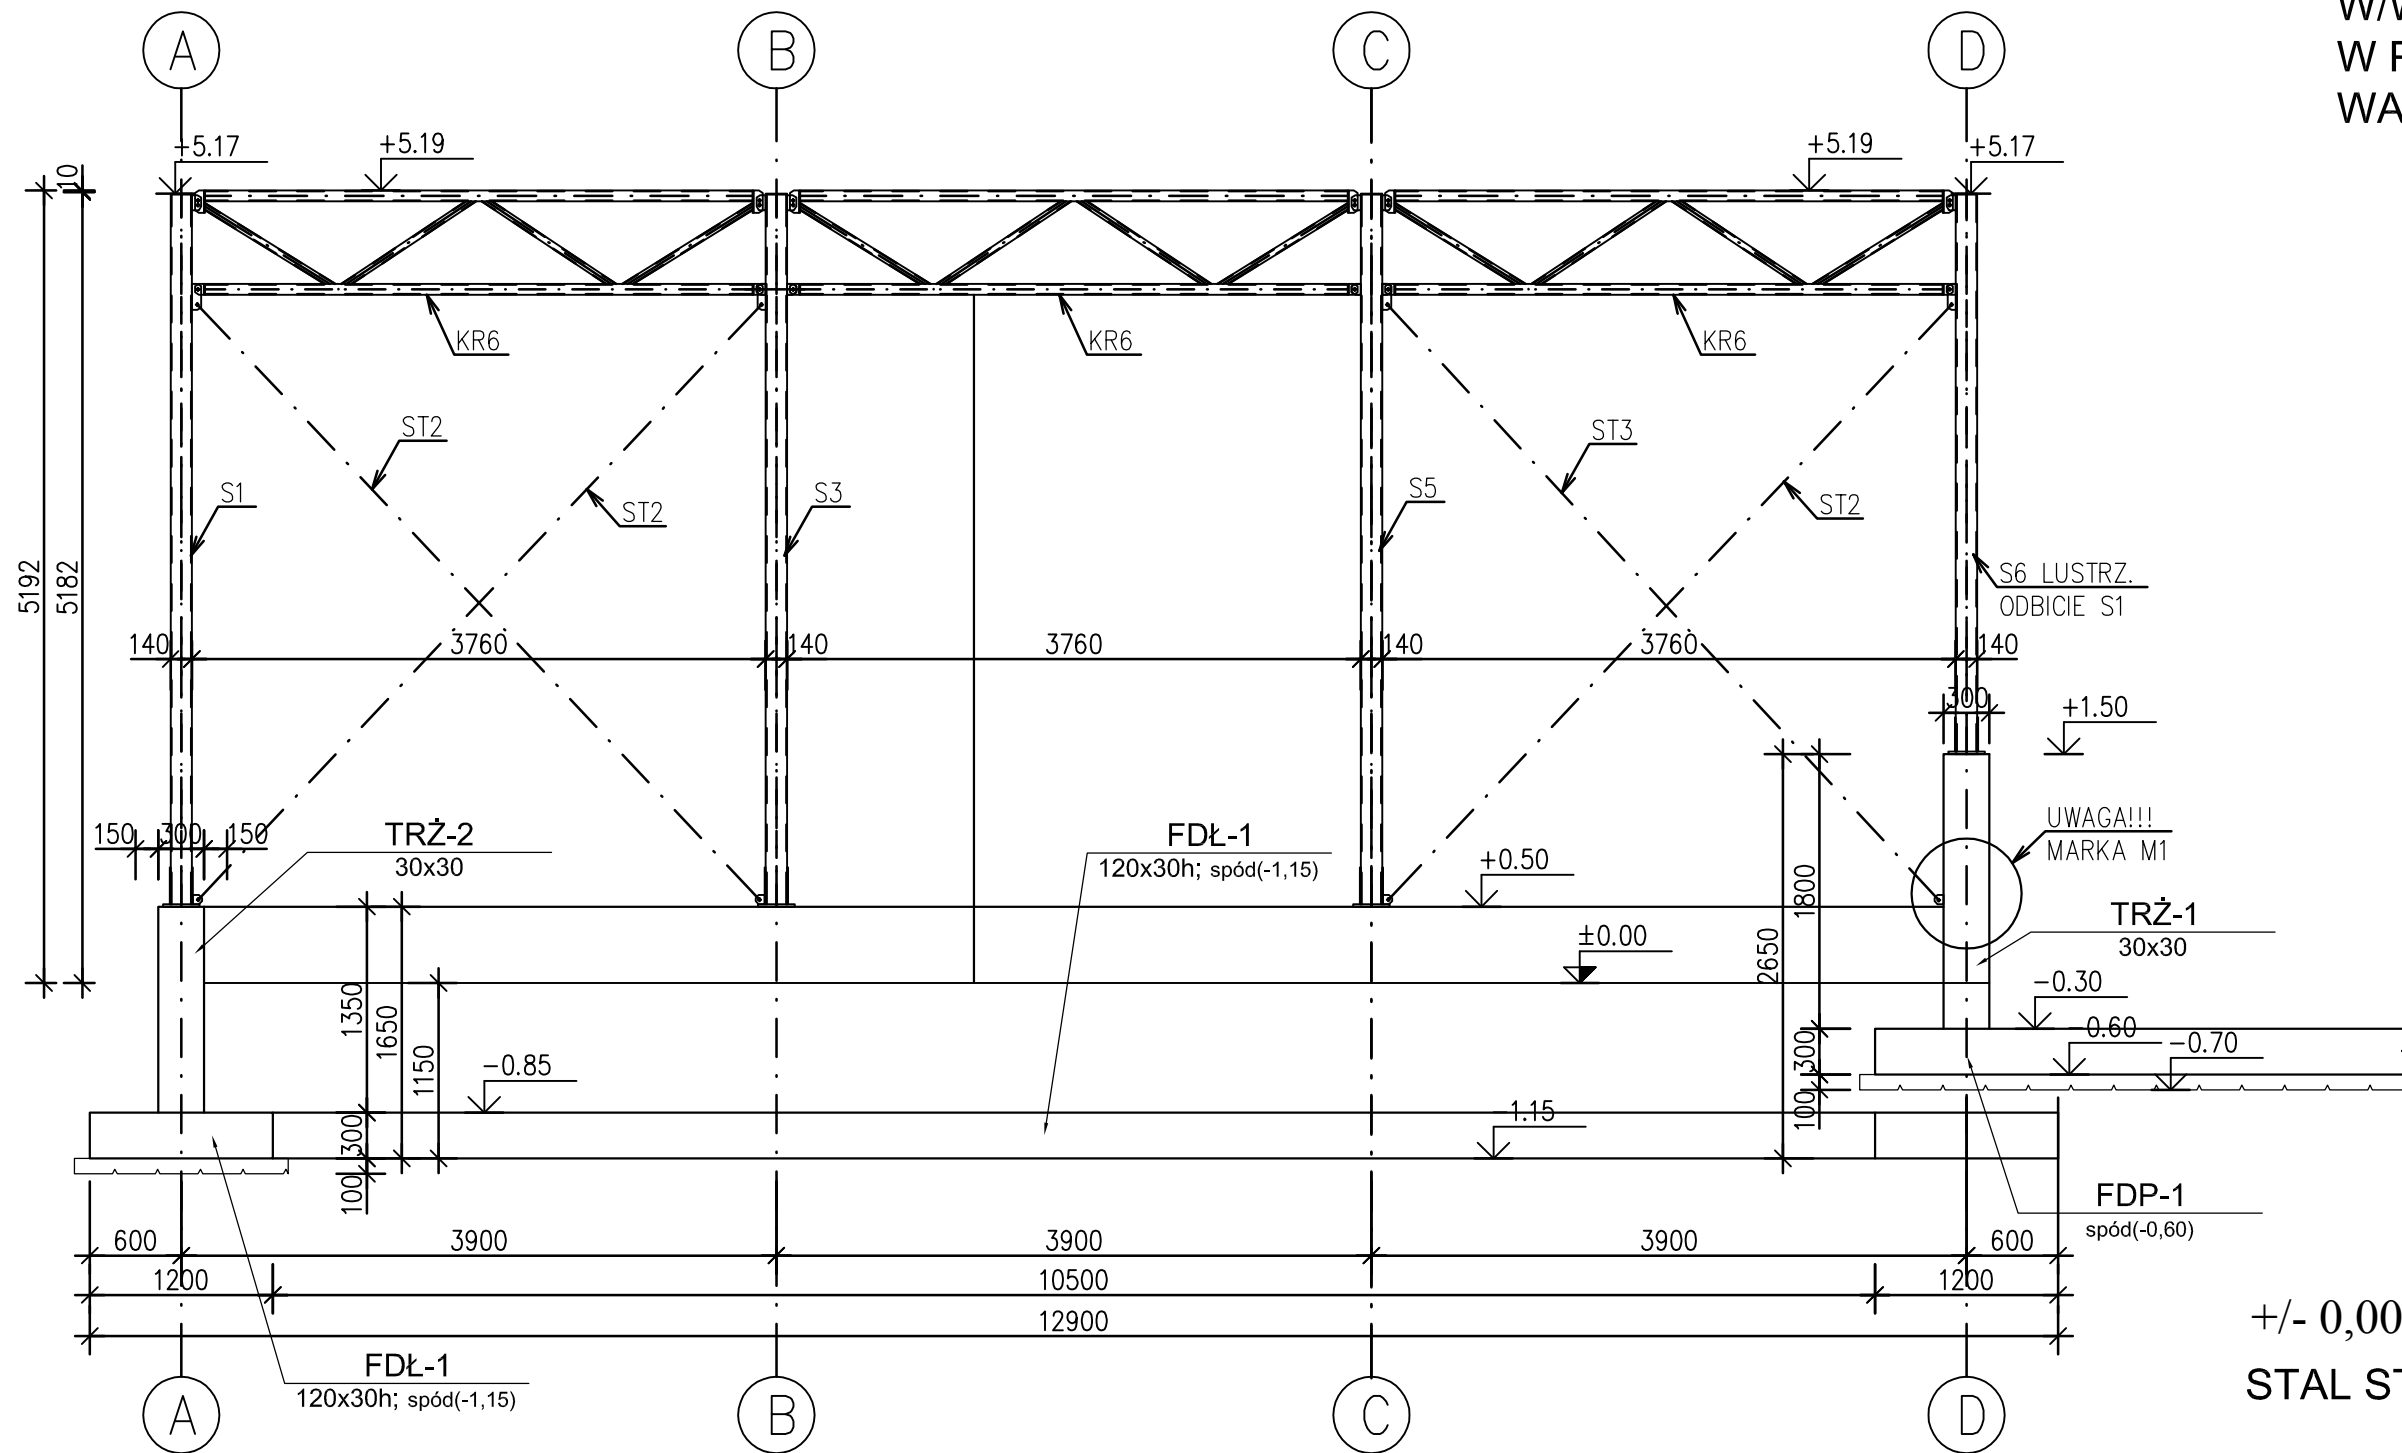 W P
WA
A
B
C
D
+5.17
+5.19
+5.19
+5.17
10
KR6
KR6
KR6
ST2
ST2
ST3
ST2
S1
S3
S5
S6 LUSTRZ.
ODBICIE S1
5192
5182
140
3760
140
3760
140
3760
140
300
+1.50
150
300
150
TRŻ-2
30x30
FDŁ-1
120x30h; spód(-1,15)
+0.50
1800
UWAGA!!!
MARKA M1
TRŻ-1
30x30
±0.00
2650
1350
1650
1150
-0.30
-0.60
-0.70
300
100
-0.85
-1.15
300
100
FDP-1
spód(-0,60)
600
3900
3900
3900
600
1200
10500
1200
12900
+/- 0,00
FDŁ-1
120x30h; spód(-1,15)
STAL ST
A
B
C
D